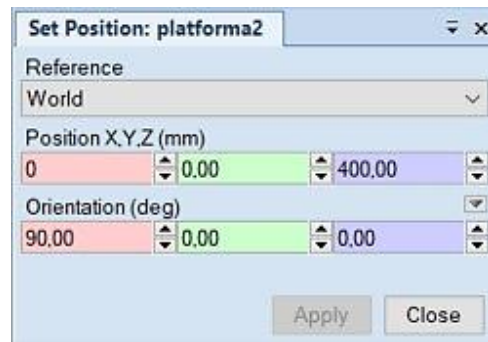 Set Position: platforma2
Reference
World
Position X,Y,Z (mm)
0 0,00 400,00
Orientation (deg)
90,00 0,00 0,00
Apply Close